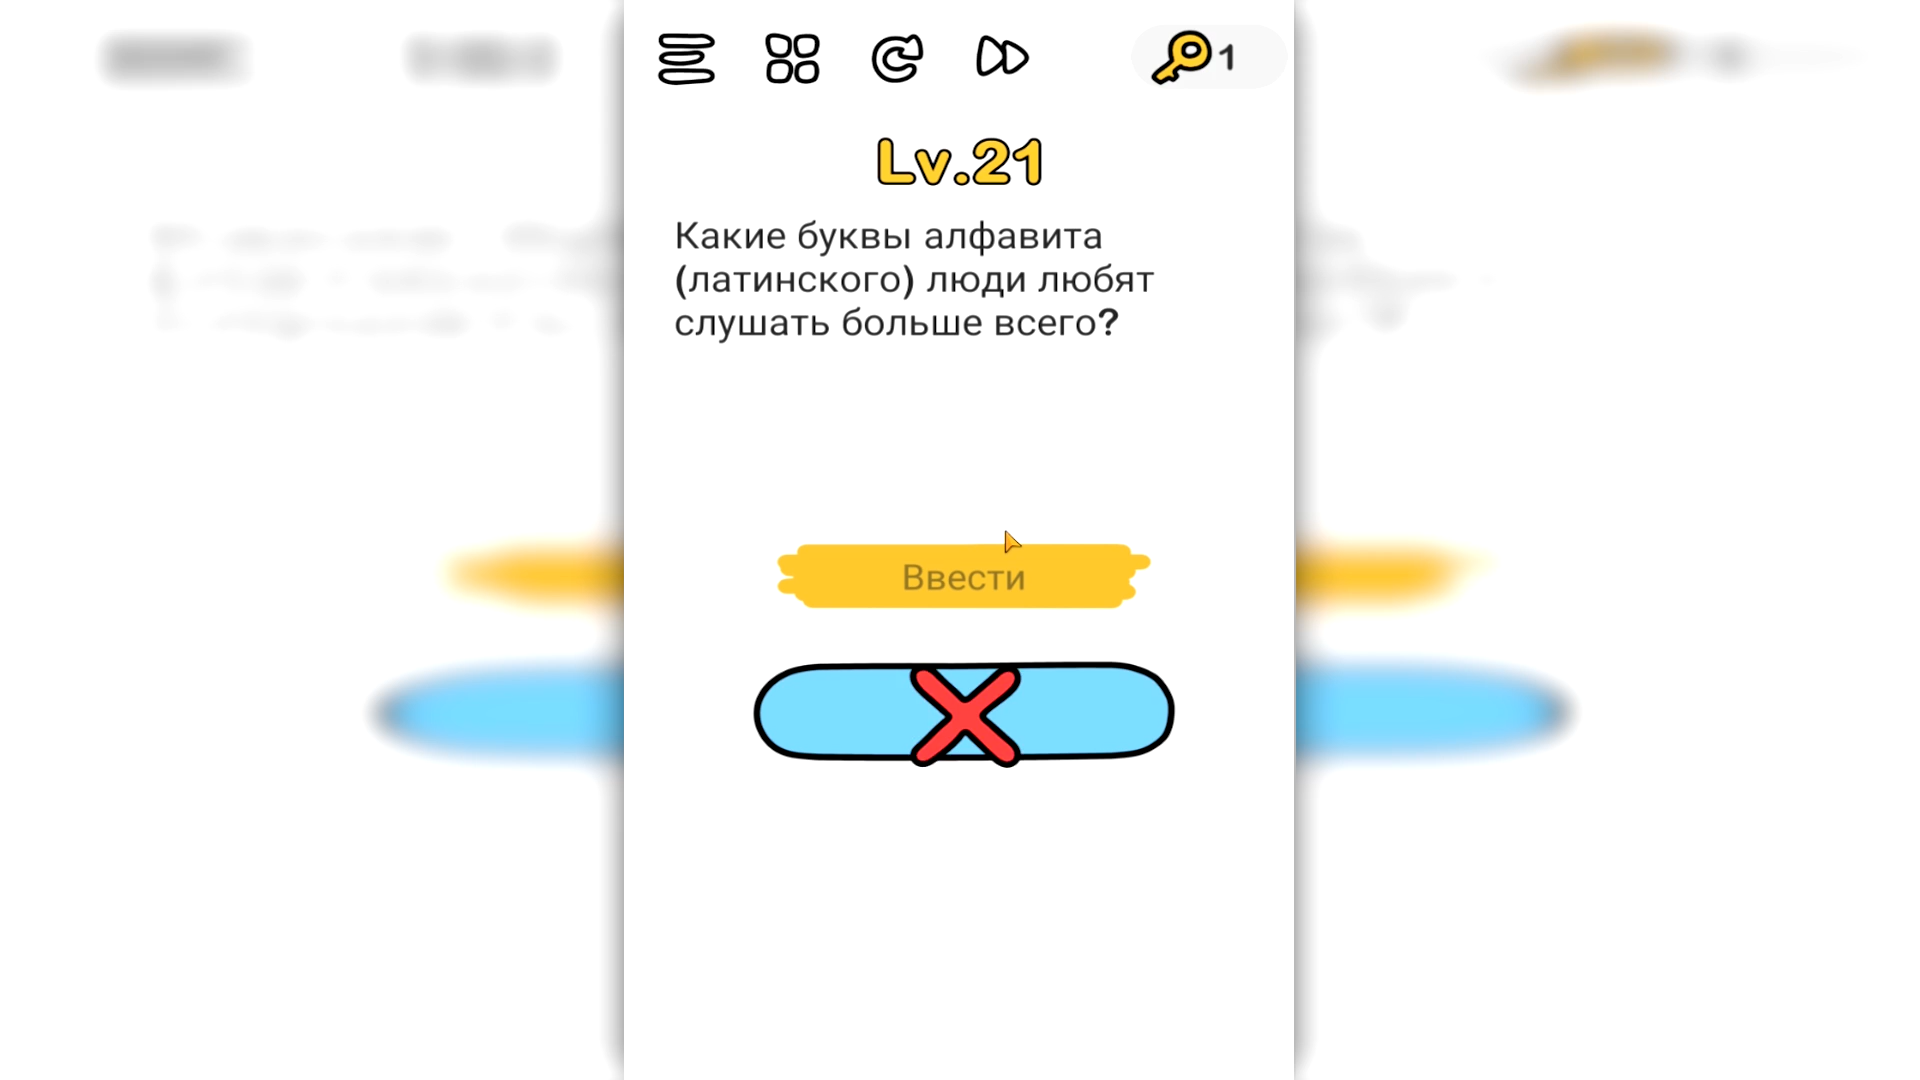 1
Lv.21
Какие буквы алфавита
(латинского) люди любят
слушать больше всего?
Ввести